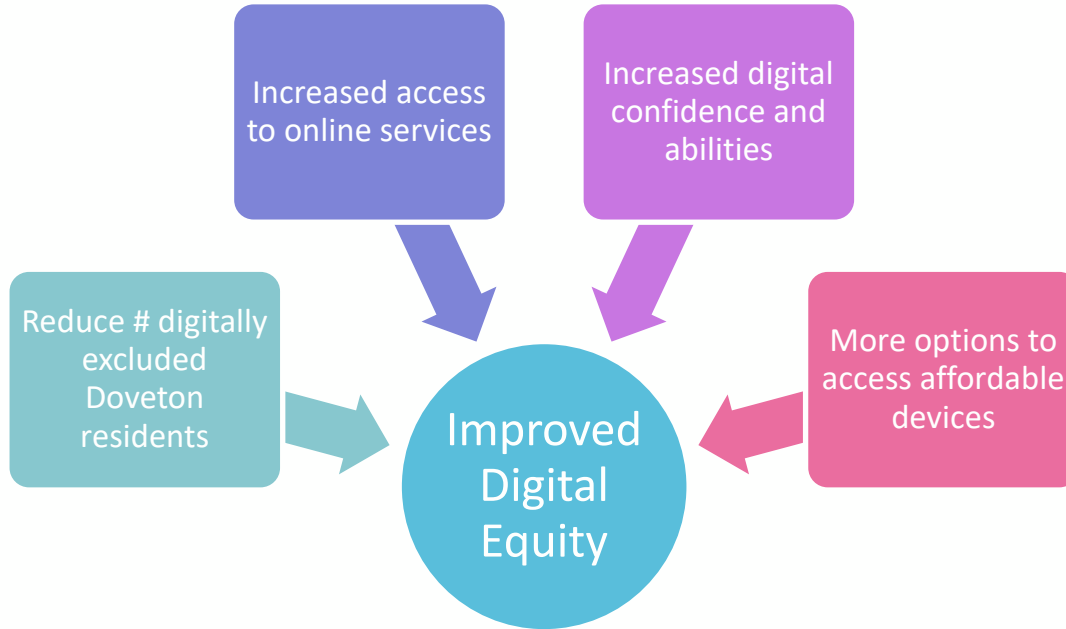 Increased access
to online services
Increased digital
confidence and
abilities
Reduce # digitally
excluded
Doveton
residents
More options to
access affordable
devices
Improved
Digital
Equity